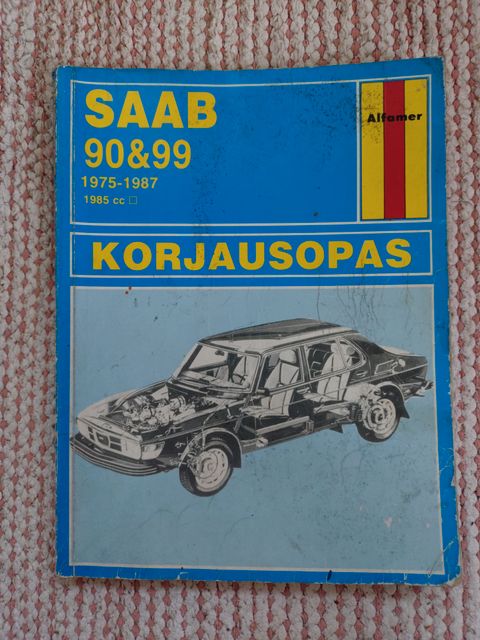 SAAB
90&99
1975-1987
1985 cc □
Alfamer
KORJAUSOPAS